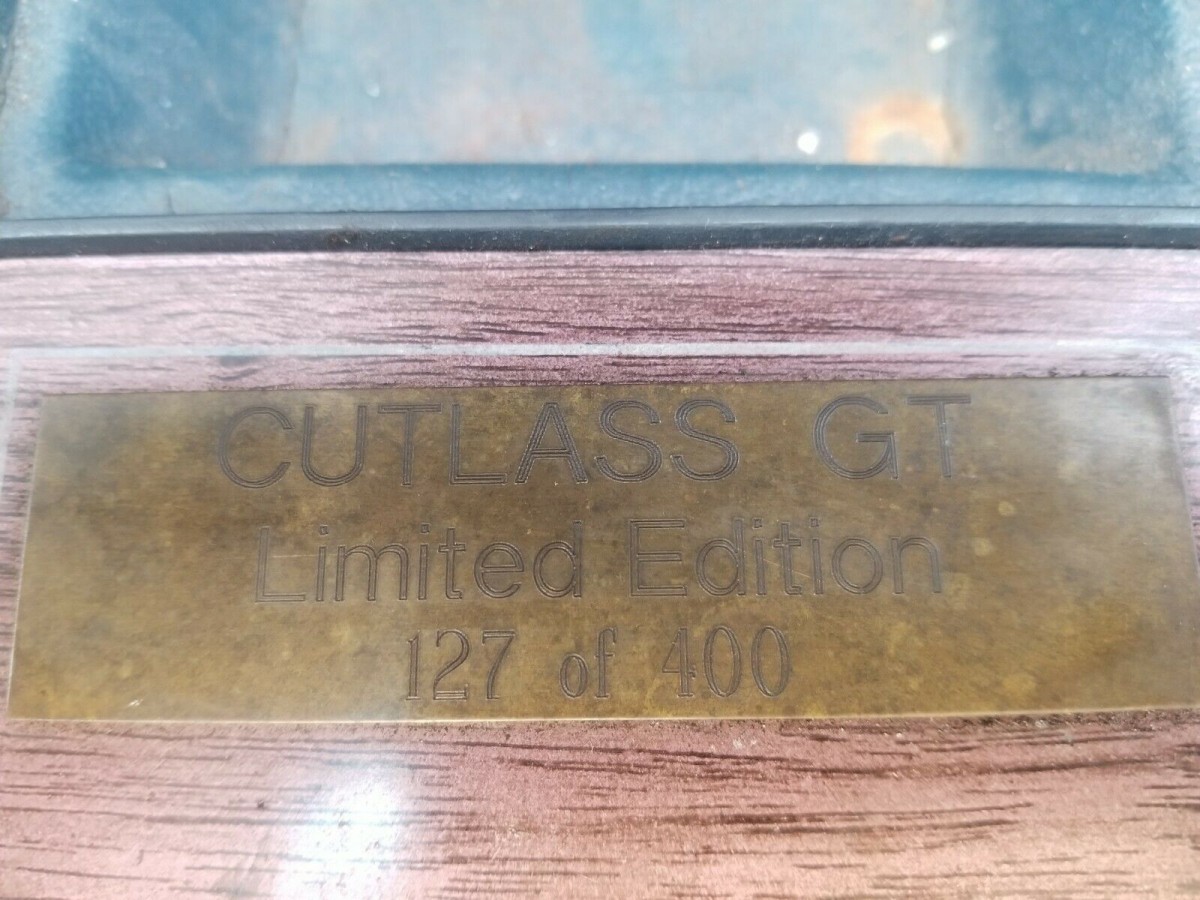 CUTLASS GT
Limited Edition
127 of 400